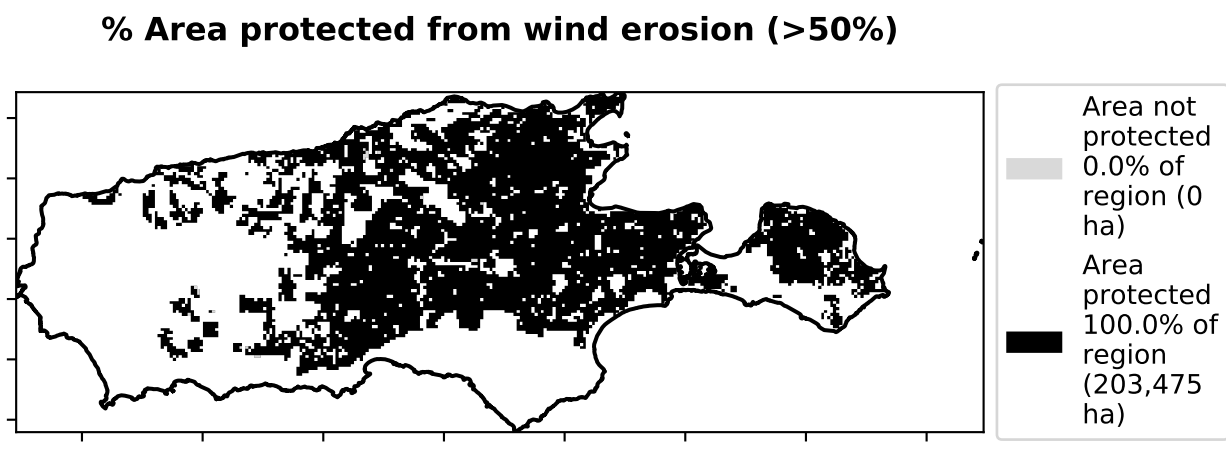 % Area protected from wind erosion (>50%)
Area not
protected
0.0% of
region (0
ha)
Area
protected
100.0% of
region
(203,475
ha)